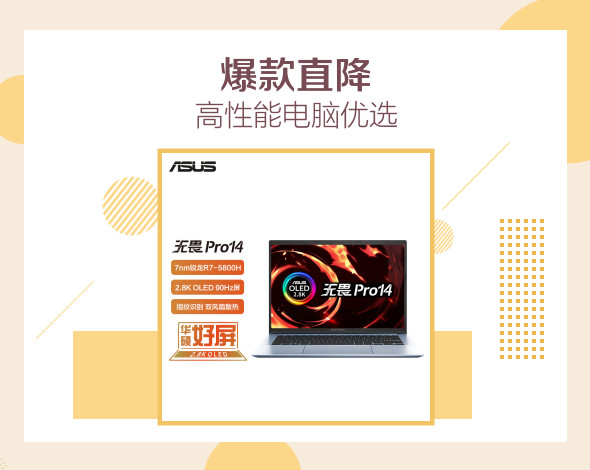 爆款直降
高性能电脑优选
ASUS
无畏 Pro14
7nm锐龙R7-5800H
2.8K OLED 90Hz屏
指纹识别 双风扇散热
华硕好屏
2.8K OLED
ASUS
OLED
2.8K
无畏 Pro14